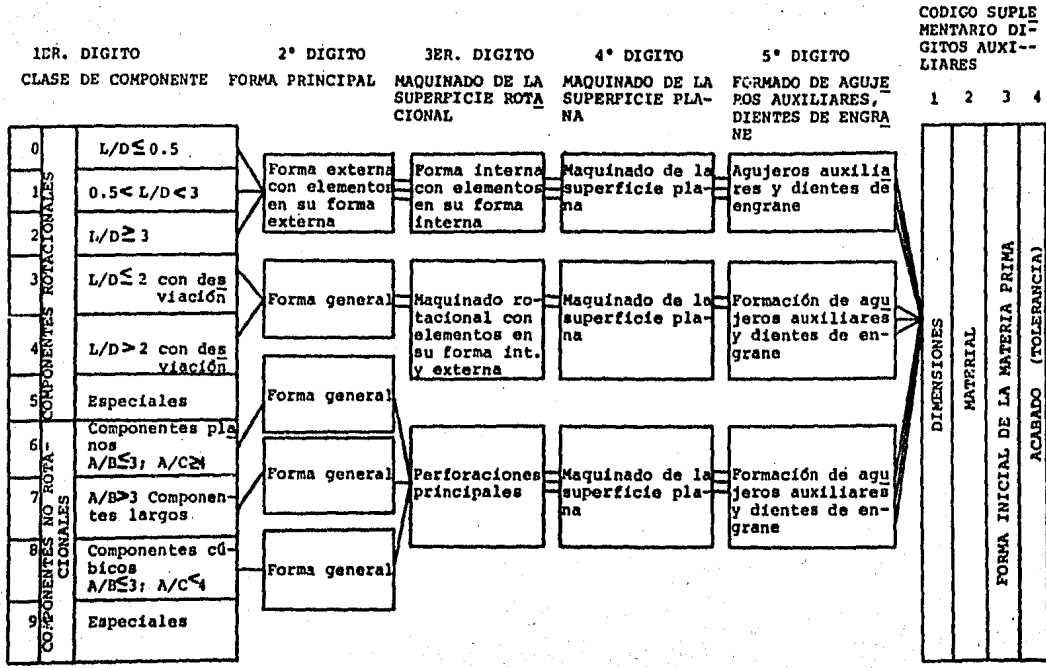 CODIGO SUPLE
MENTARIO DI-
GITOS AUXI--
LIARES
1ER. DIGITO
2° DIGITO
3ER. DIGITO
4° DIGITO
5° DIGITO
CLASE DE COMPONENTE
FORMA PRINCIPAL
MAQUINADO DE LA
SUPERFICIE ROTA
CIONAL
MAQUINADO DE LA
SUPERFICIE PLA-
NA
FORMADO DE AGUJE
ROS AUXILIARES,
DIENTES DE ENGRA
NE
1 2 3 4
COMPONENTES ROTACIONALES
0 L/D≤0.5
1 0.5<L/D<3
2 L/D≥3
3 L/D≤2 con des
viación
4 L/D>2 con des
viación
5 Especiales
COMPONENTES NO ROTA-
CIONALES
6 Componentes pla
nos
A/B≤3; A/C≥4
7 A/B>3 Componen-
tes largos
8 Componentes cú-
bicos
A/B≤3; A/C<4
9 Especiales
Forma externa
con elementos
en su forma
externa
Forma interna
con elementos
en su forma
interna
Maquinado de la
superficie pla-
na
Agujeros auxilia
res y dientes de
engrane
Forma general
Maquinado ro-
tacional con
elementos en
su forma int.
y externa
Maquinado de la
superficie pla-
na
Formación de agu
jeros auxiliares
y dientes de en-
grane
Forma general
Forma general
Forma general
Perforaciones
principales
Maquinado de la
superficie pla-
na
Formación de agu
jeros auxiliares
y dientes de en-
grane
DIMENSIONES
MATERIAL
FORMA INICIAL DE LA MATERIA PRIMA
ACABADO (TOLERANCIA)